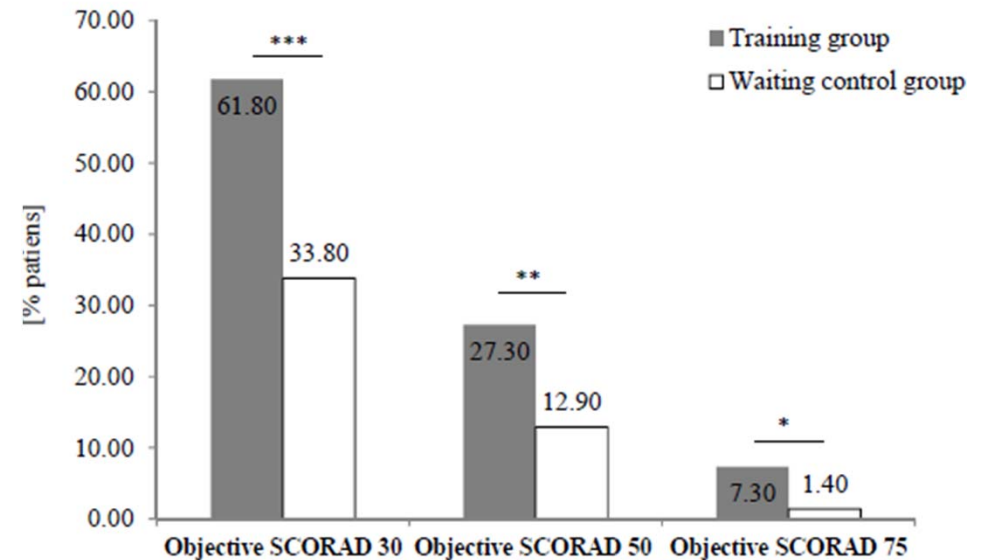 70.00
60.00
50.00
40.00
30.00
20.00
10.00
0.00
[% patiens]
***
61.80
33.80
**
27.30
12.90
*
7.30
1.40
Training group
Waiting control group
Objective SCORAD 30
Objective SCORAD 50
Objective SCORAD 75